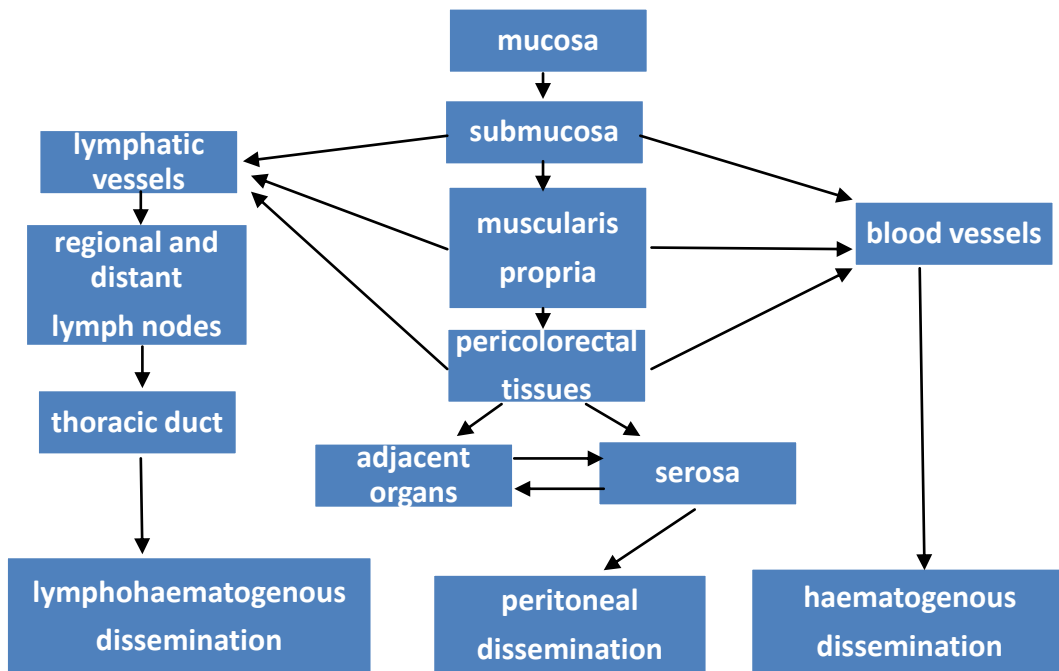 mucosa
submucosa
lymphatic
vessels
muscularis
propria
blood vessels
regional and
distant
lymph nodes
pericolorectal
tissues
thoracic duct
adjacent
organs
serosa
lymphohaematogenous
dissemination
peritoneal
dissemination
haematogenous
dissemination